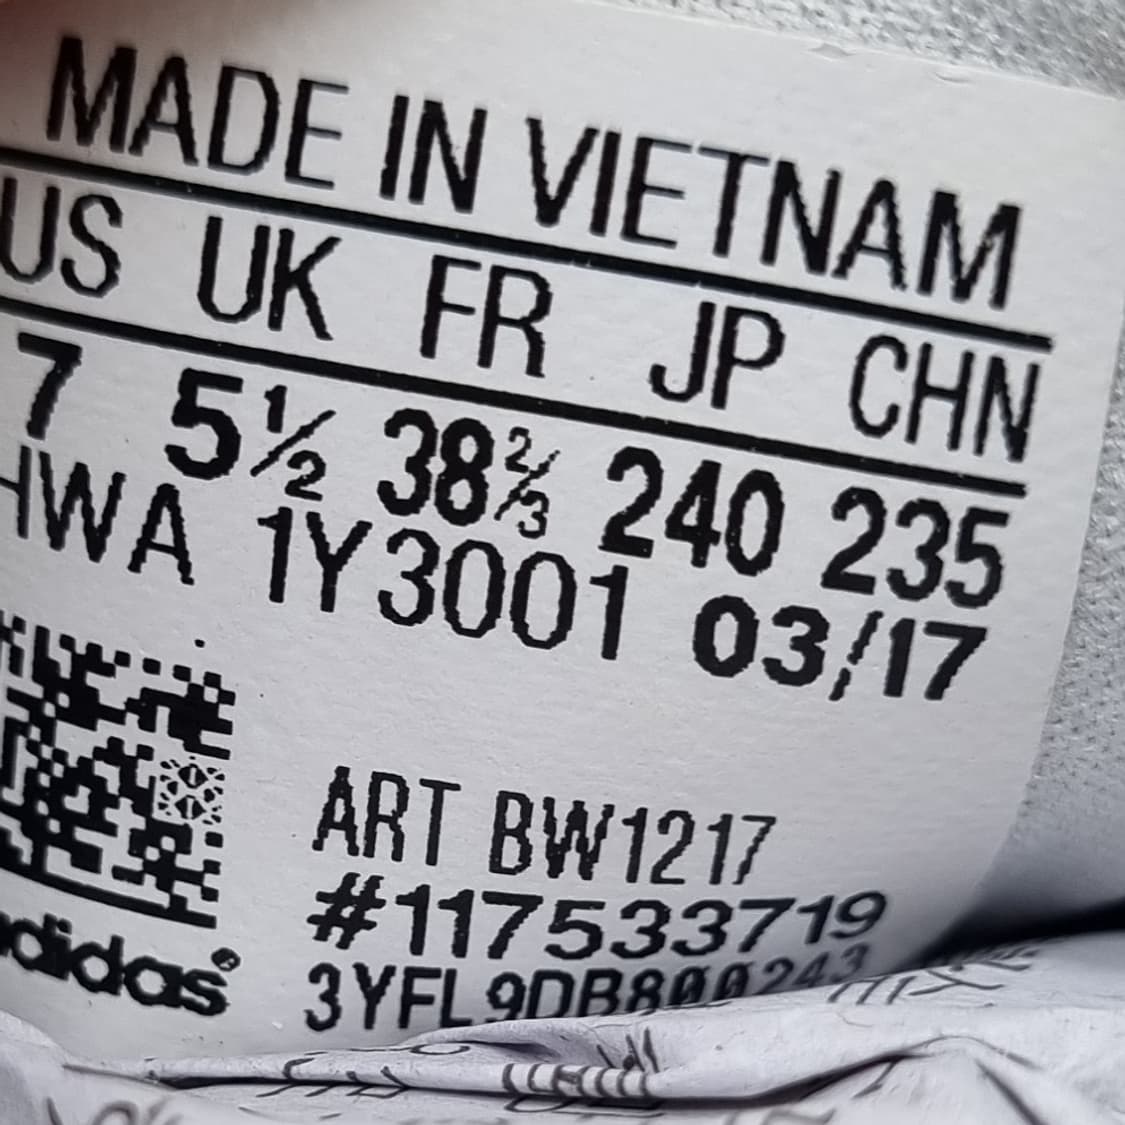 MADE IN VIETNAM
US UK FR JP CHN
7 5½ 38⅔ 240 235
HWA 1Y3001 03/17
ART BW1217
#117533719
3YFL9DB800243
adidas®